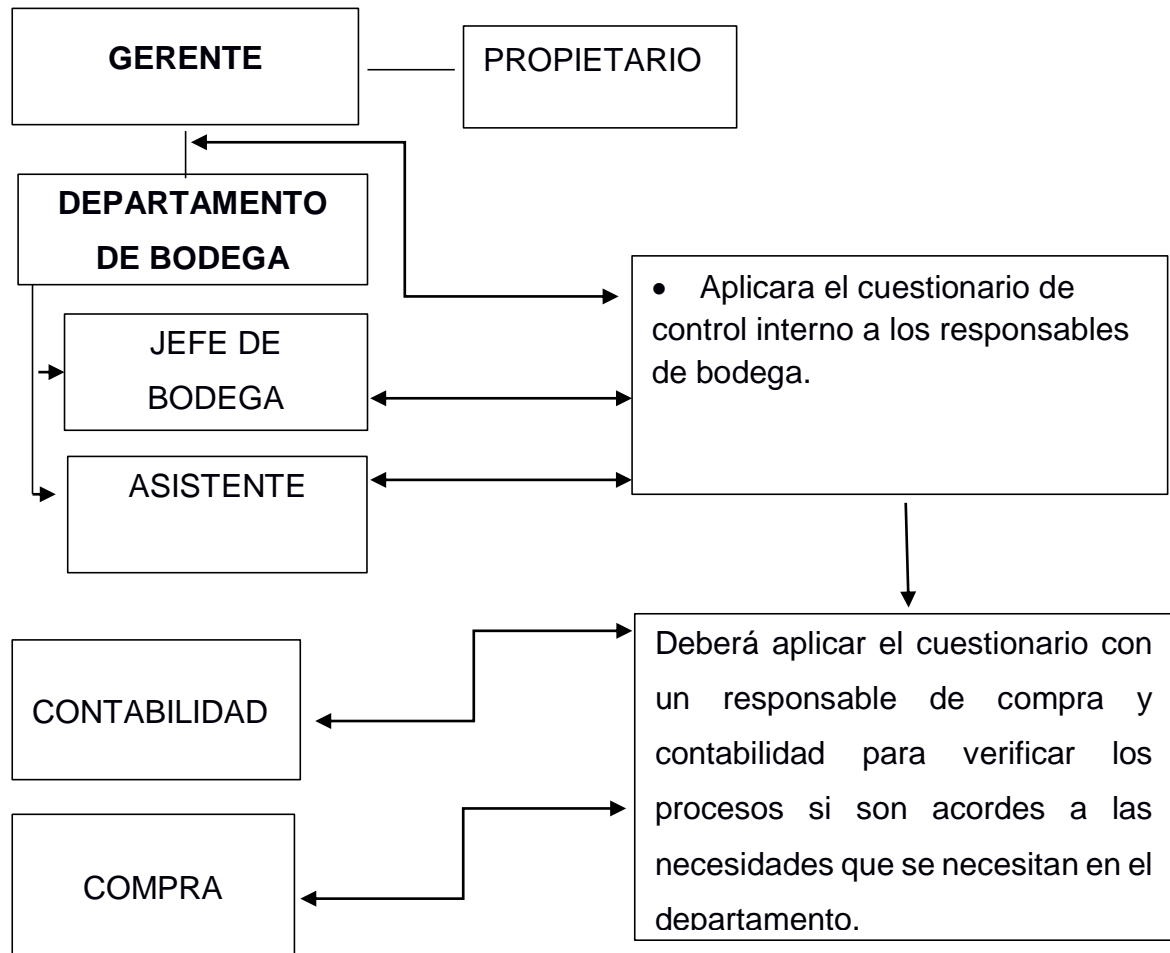 GERENTE
PROPIETARIO
DEPARTAMENTO
DE BODEGA
JEFE DE
BODEGA
ASISTENTE
• Aplicara el cuestionario de
control interno a los responsables
de bodega.
CONTABILIDAD
COMPRA
Deberá aplicar el cuestionario con
un responsable de compra y
contabilidad para verificar los
procesos si son acordes a las
necesidades que se necesitan en el
departamento.